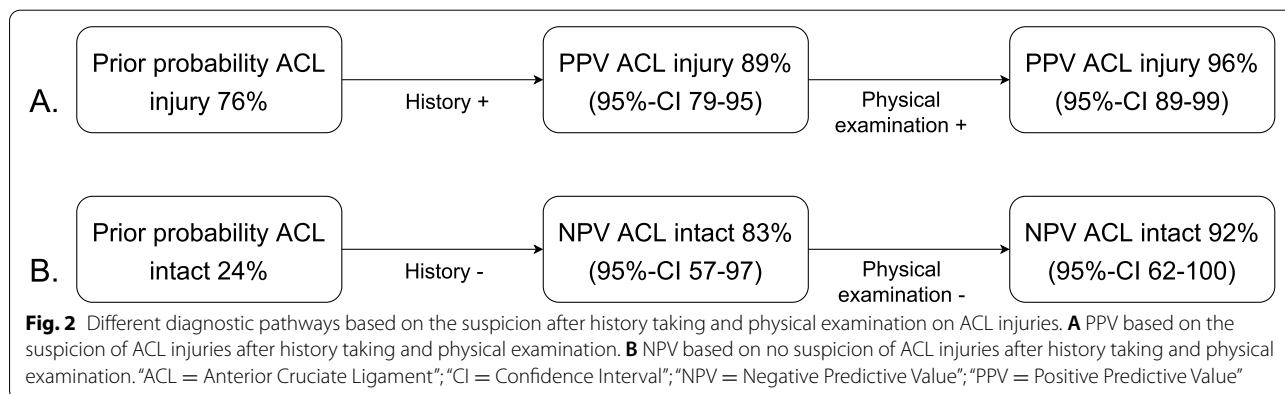 Prior probability ACL
injury 76%
History +
PPV ACL injury 89%
(95%-CI 79-95)
Physical
examination +
PPV ACL injury 96%
(95%-CI 89-99)
A.
Prior probability ACL
intact 24%
History -
NPV ACL intact 83%
(95%-CI 57-97)
Physical
examination -
NPV ACL intact 92%
(95%-CI 62-100)
B.
Fig. 2 Different diagnostic pathways based on the suspicion after history taking and physical examination on ACL injuries. A PPV based on the
suspicion of ACL injuries after history taking and physical examination. B NPV based on no suspicion of ACL injuries after history taking and physical
examination. “ACL = Anterior Cruciate Ligament”; “CI = Confidence Interval”; “NPV = Negative Predictive Value”; “PPV = Positive Predictive Value”